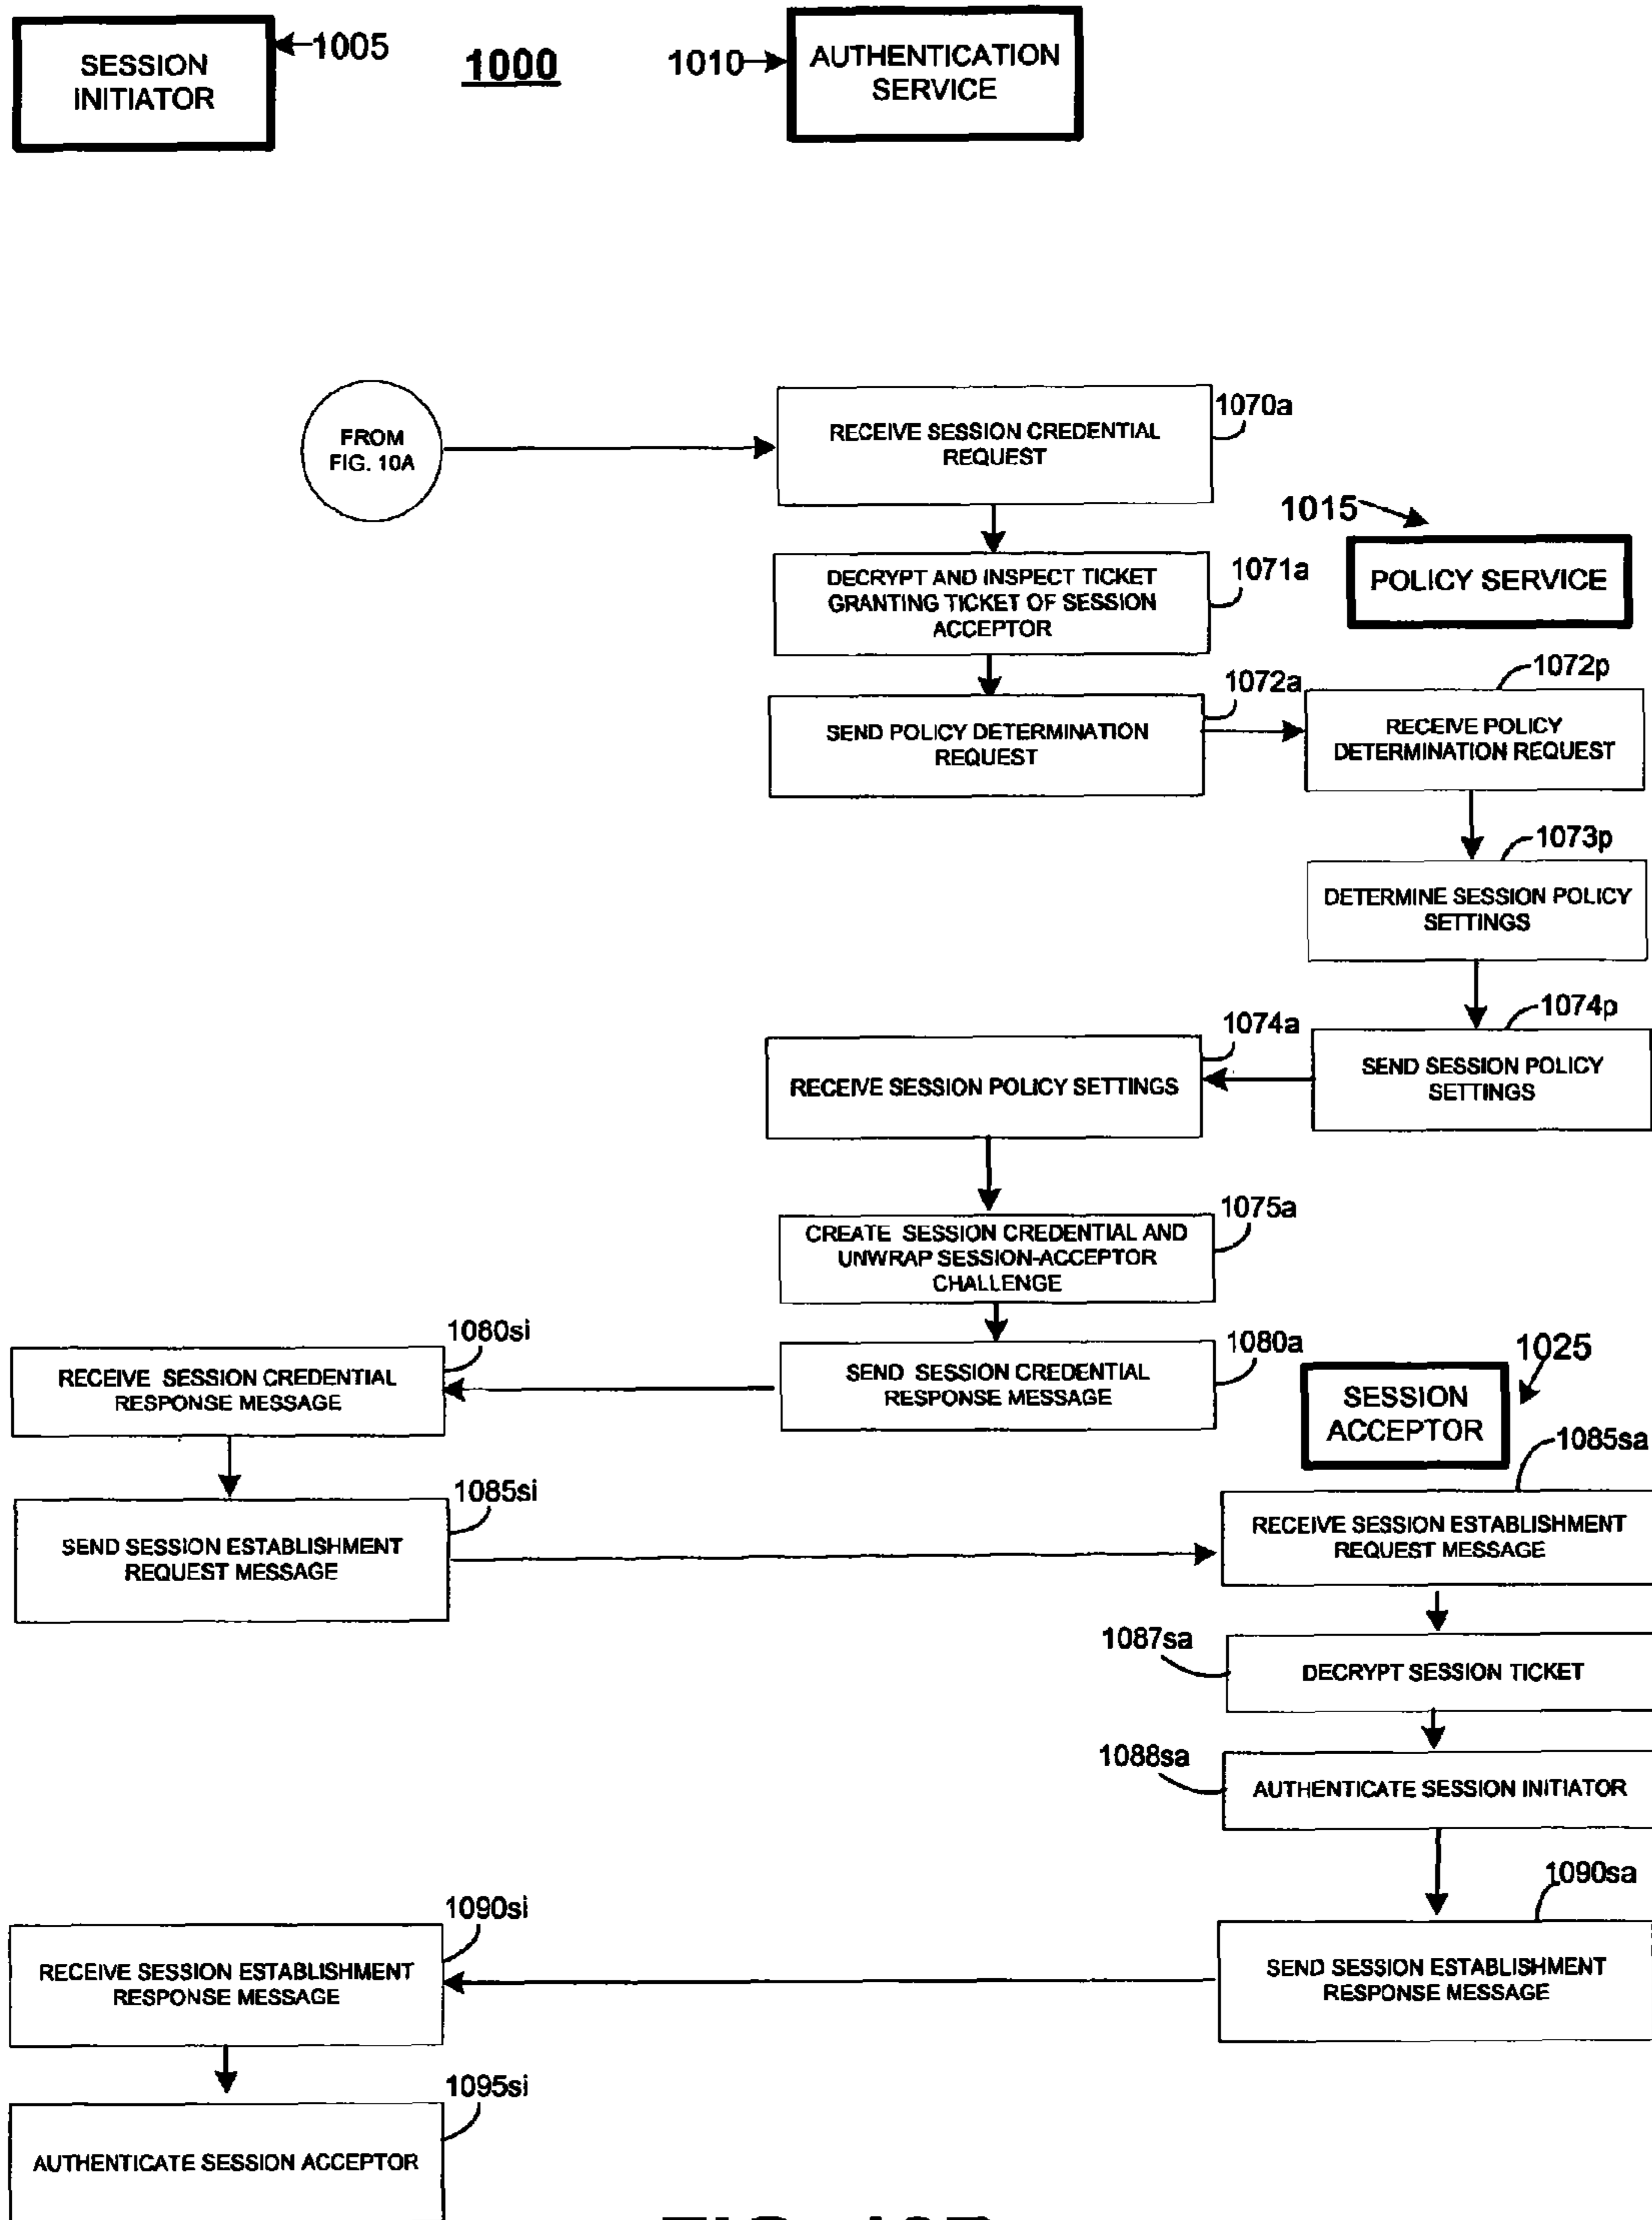 SESSION
INITIATOR
1005
1000
1010
AUTHENTICATION
SERVICE
FROM
FIG. 10A
RECEIVE SESSION CREDENTIAL
REQUEST
1070a
1015
POLICY SERVICE
DECRYPT AND INSPECT TICKET
GRANTING TICKET OF SESSION
ACCEPTOR
1071a
SEND POLICY DETERMINATION
REQUEST
1072a
1072p
RECEIVE POLICY
DETERMINATION REQUEST
1073p
DETERMINE SESSION POLICY
SETTINGS
1074p
SEND SESSION POLICY
SETTINGS
1074a
RECEIVE SESSION POLICY SETTINGS
1075a
CREATE SESSION CREDENTIAL AND
UNWRAP SESSION-ACCEPTOR
CHALLENGE
1080a
SEND SESSION CREDENTIAL
RESPONSE MESSAGE
1080si
RECEIVE SESSION CREDENTIAL
RESPONSE MESSAGE
1025
SESSION
ACCEPTOR
1085si
SEND SESSION ESTABLISHMENT
REQUEST MESSAGE
1085sa
RECEIVE SESSION ESTABLISHMENT
REQUEST MESSAGE
1087sa
DECRYPT SESSION TICKET
1088sa
AUTHENTICATE SESSION INITIATOR
1090sa
SEND SESSION ESTABLISHMENT
RESPONSE MESSAGE
1090si
RECEIVE SESSION ESTABLISHMENT
RESPONSE MESSAGE
1095si
AUTHENTICATE SESSION ACCEPTOR